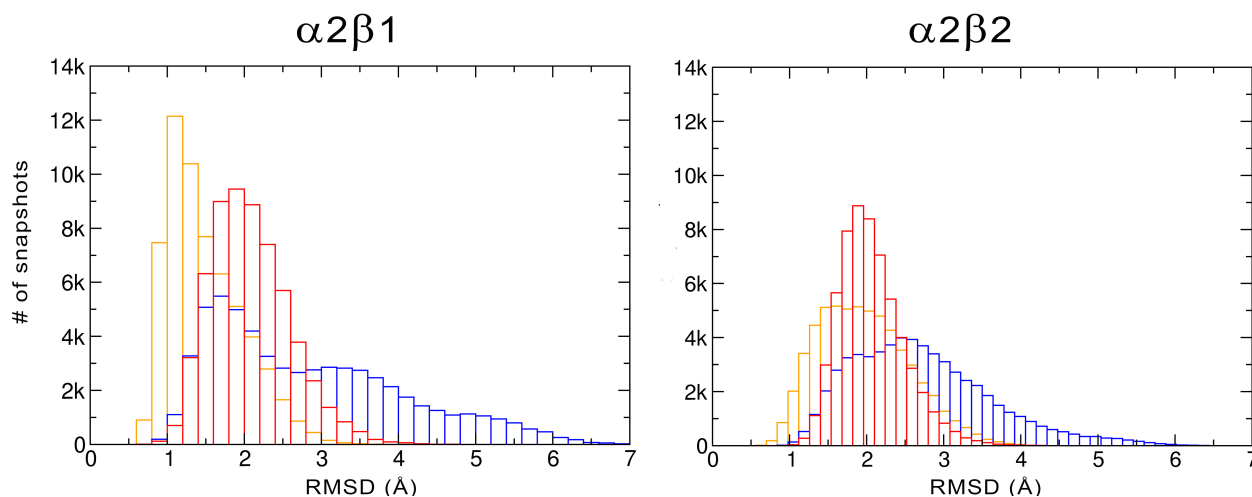 α2β1
α2β2
14k
12k
10k
8k
6k
4k
2k
0
# of snapshots
0 1 2 3 4 5 6 7
RMSD (Å)
14k
12k
10k
8k
6k
4k
2k
0
0 1 2 3 4 5 6 7
RMSD (Å)